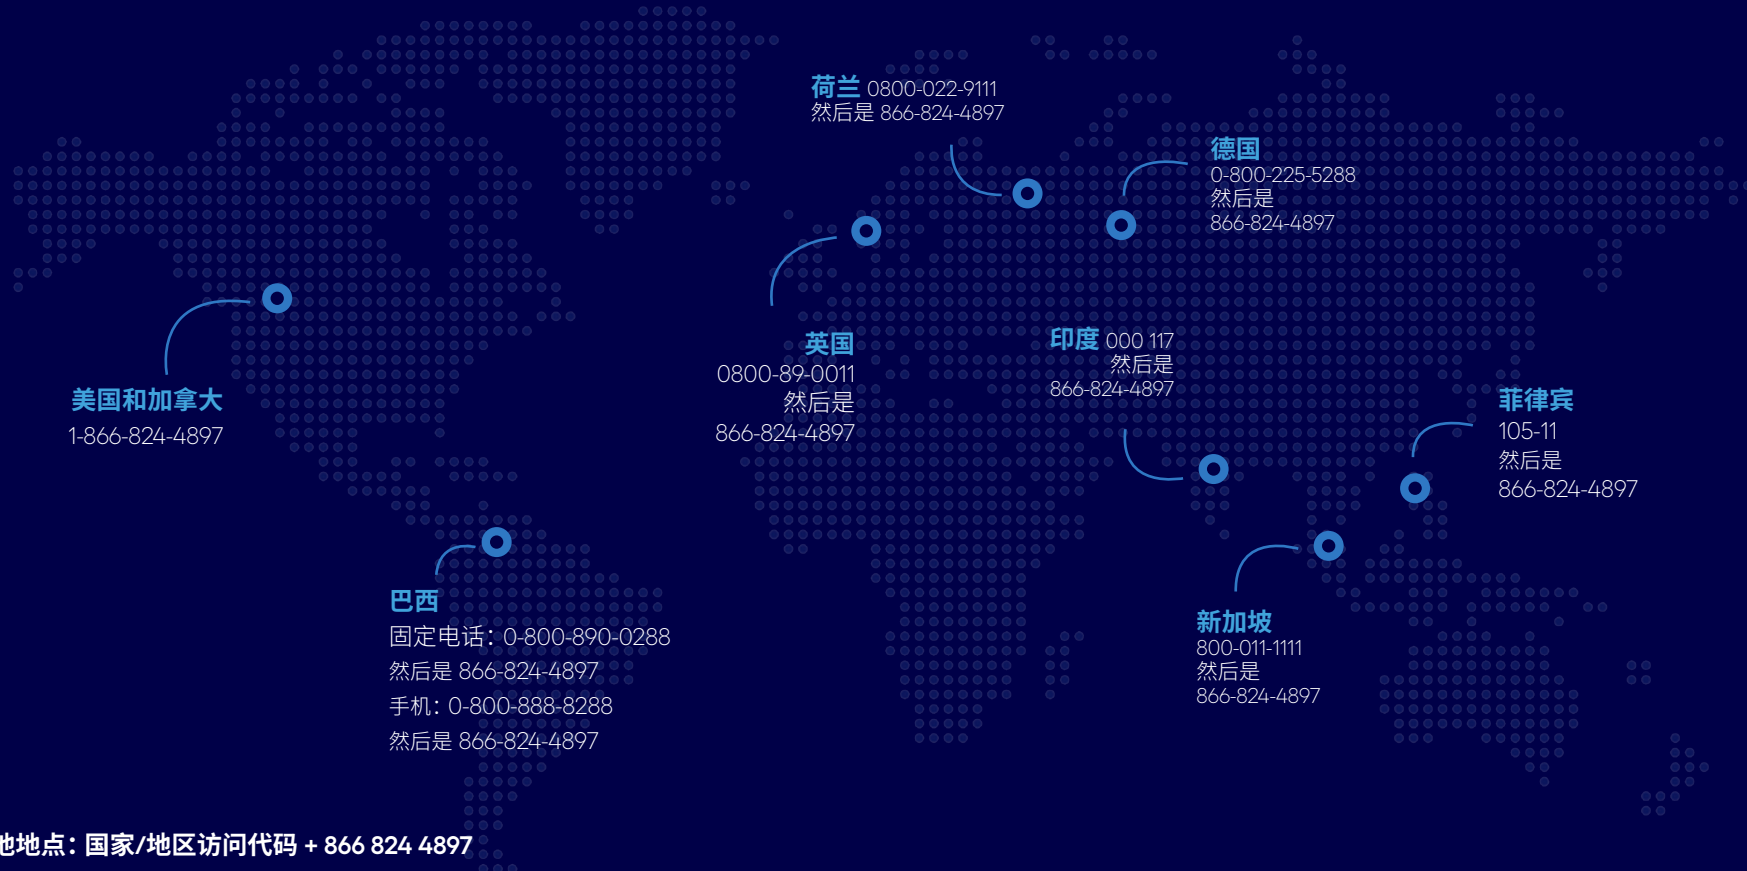 荷兰 0800-022-9111
然后是 866-824-4897
德国
0-800-225-5288
然后是
866-824-4897
美国和加拿大
1-866-824-4897
英国
0800-89-0011
然后是
866-824-4897
印度 000 117
然后是
866-824-4897
菲律宾
105-11
然后是
866-824-4897
巴西
固定电话：0-800-890-0288
然后是 866-824-4897
手机：0-800-888-8288
然后是 866-824-4897
新加坡
800-011-1111
然后是
866-824-4897
地点：国家/地区访问代码 + 866 824 4897